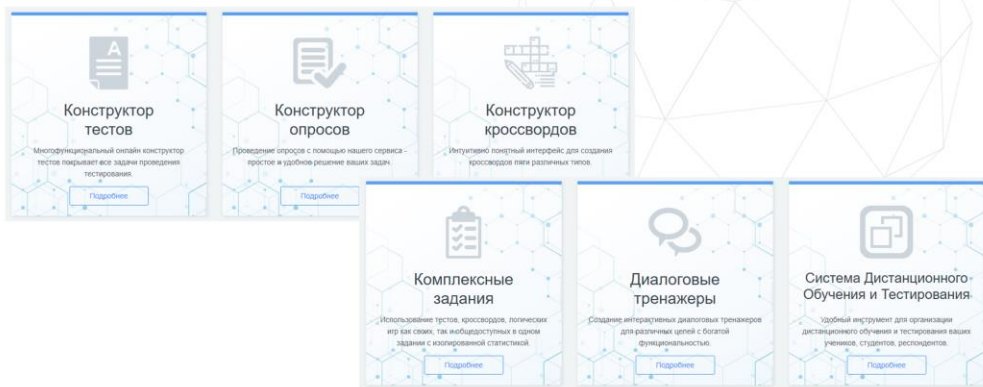 A
Конструктор
тестов
Многофункциональный онлайн конструктор
тестов покрывает все задачи проведения
тестирования.
Подробнее
Конструктор
опросов
Проведение опросов с помощью нашего сервиса -
простое и удобное решение ваших задач.
Подробнее
Конструктор
кроссвордов
Интуитивно понятный интерфейс для создания
кроссвордов пяти различных типов.
Комплексные
задания
Использование тестов, кроссвордов, логических
игр как своих, так и общедоступных в одном
задании с изолированной статистикой.
Подробнее
Диалоговые
тренажеры
Создание интерактивных диалоговых тренажеров
для различных целей с богатой
функциональностью.
Подробнее
Система Дистанционного
Обучения и Тестирования
Удобный инструмент для организации
дистанционного обучения и тестирования ваших
учеников, студентов, респондентов.
Подробнее